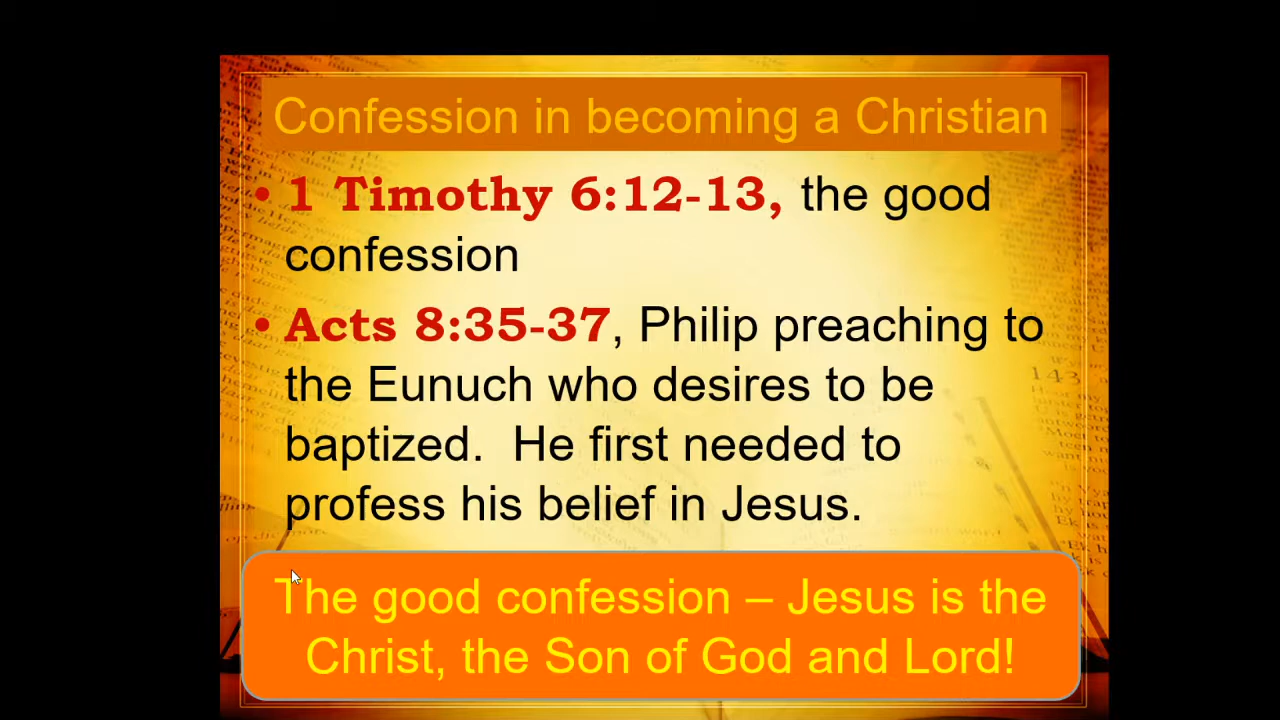 Confession in becoming a Christian
• 1 Timothy 6:12-13, the good
confession
• Acts 8:35-37, Philip preaching to
the Eunuch who desires to be
baptized.  He first needed to
profess his belief in Jesus.
143
The good confession – Jesus is the
Christ, the Son of God and Lord!